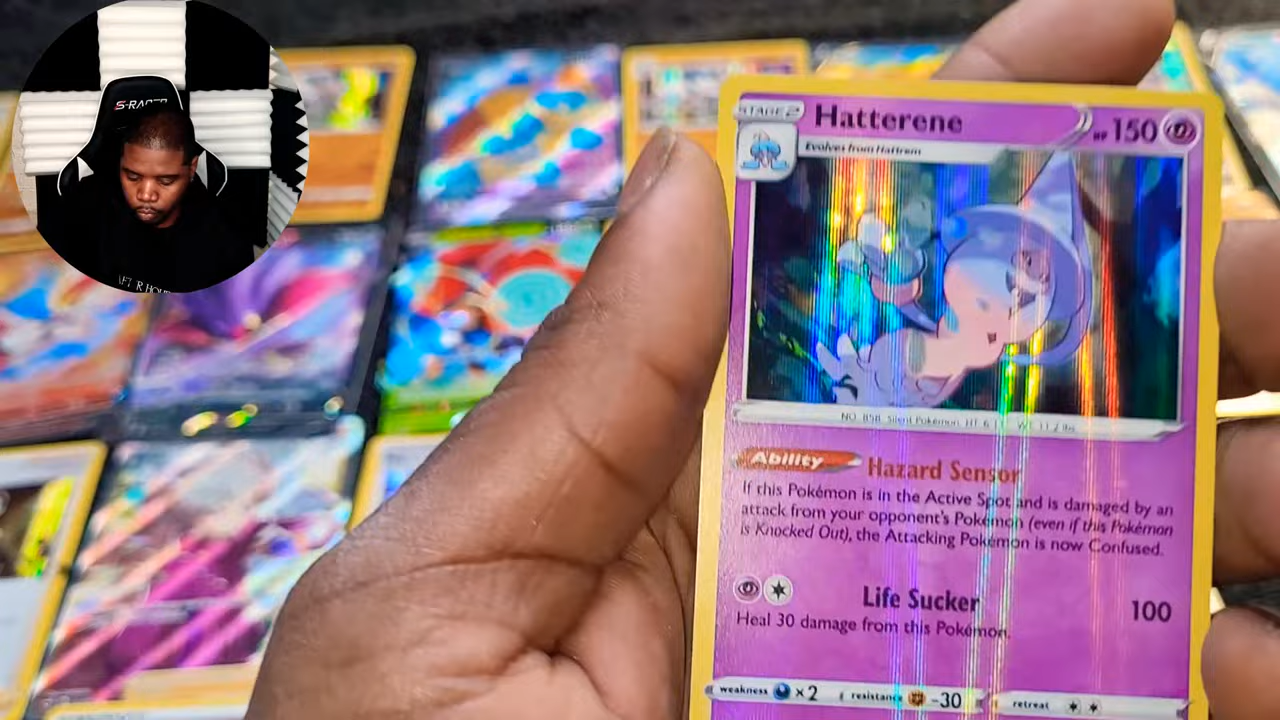 S-RACER
STAGE 2
Hatterene
HP 150
Evolves from Hattrem
NO. 858 Silent Pokémon HT: 6'11" WT: 11.2 lbs.
Ability Hazard Sensor
If this Pokémon is in the Active Spot and is damaged by an
attack from your opponent's Pokémon (even if this Pokémon
is Knocked Out), the Attacking Pokémon is now Confused.
Life Sucker 100
Heal 30 damage from this Pokémon.
weakness ×2 resistance -30 retreat